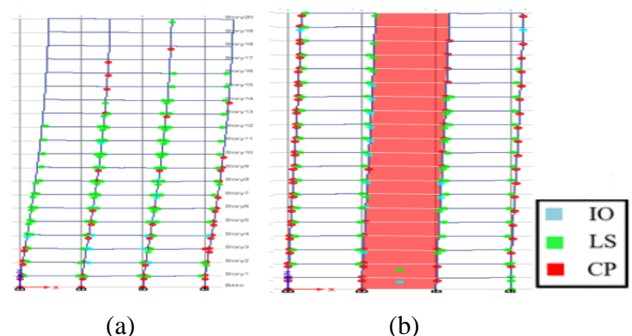 Story20
Story19
Story18
Story17
Story16
Story15
Story14
Story13
Story12
Story11
Story10
Story9
Story8
Story7
Story6
Story5
Story4
Story3
Story2
Story1
Base
X
X
IO
LS
CP
(a)
(b)